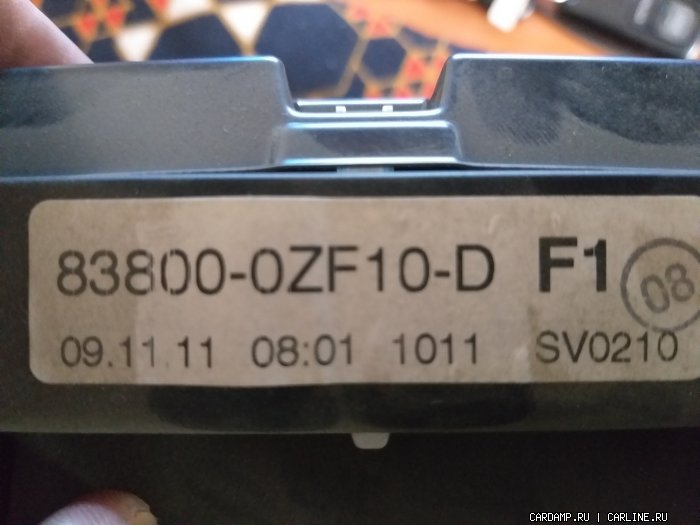 83800-0ZF10-D F1 08
09.11.11 08:01 1011 SV0210
CARDAMP.RU | CARLINE.RU